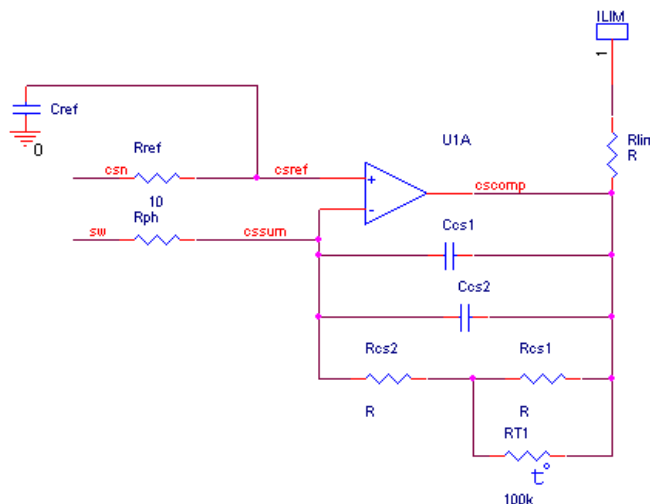 ILIM
1
Cref
0
Rref
U1A
Rlim
R
csn
csref
cscomp
10
Rph
sw
cssum
Ccs1
Ccs2
Rcs2
Rcs1
R
R
RT1
t°
100k